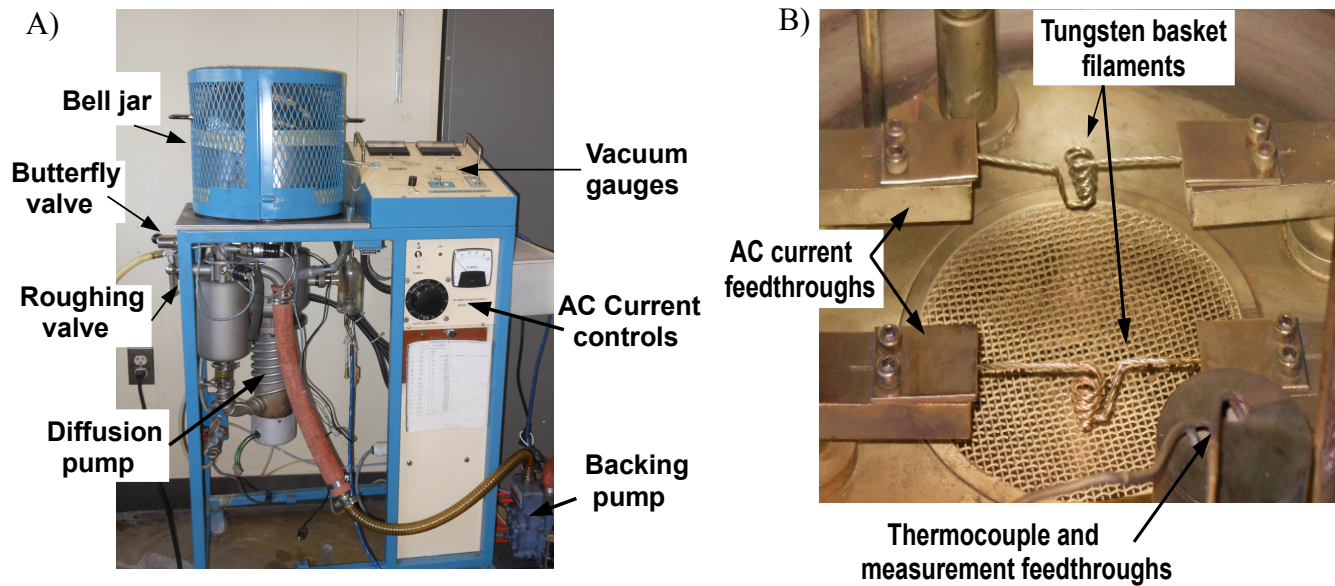 A)
Bell jar
Butterfly
valve
Roughing
valve
Diffusion
pump
Vacuum
gauges
AC Current
controls
Backing
pump
B)
Tungsten basket
filaments
AC current
feedthroughs
Thermocouple and
measurement feedthroughs